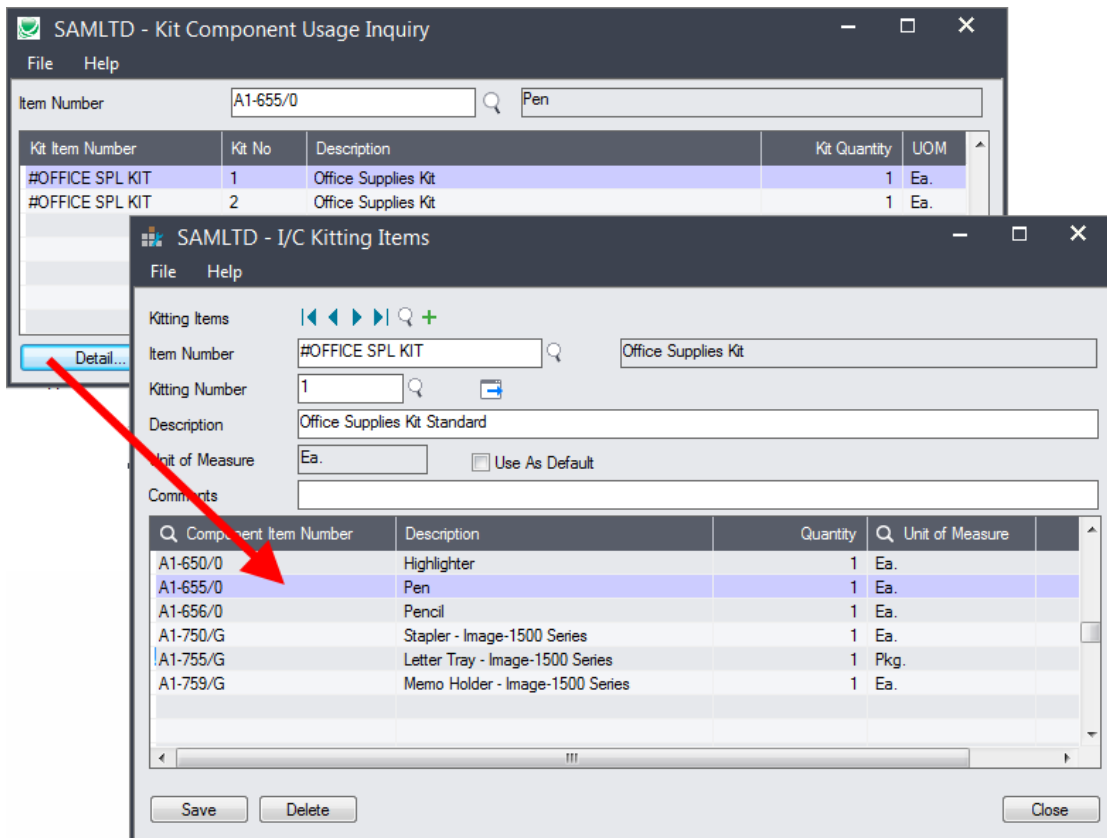 SAMLTD - Kit Component Usage Inquiry
File Help
Item Number A1-655/0 Pen
Kit Item Number Kit No Description Kit Quantity UOM
#OFFICE SPL KIT 1 Office Supplies Kit 1 Ea.
#OFFICE SPL KIT 2 Office Supplies Kit 1 Ea.
Detail...
SAMLTD - I/C Kitting Items
File Help
Kitting Items
Item Number #OFFICE SPL KIT Office Supplies Kit
Kitting Number 1
Description Office Supplies Kit Standard
Unit of Measure Ea. Use As Default
Comments
Component Item Number Description Quantity Unit of Measure
A1-650/0 Highlighter 1 Ea.
A1-655/0 Pen 1 Ea.
A1-656/0 Pencil 1 Ea.
A1-750/G Stapler - Image-1500 Series 1 Ea.
A1-755/G Letter Tray - Image-1500 Series 1 Pkg.
A1-759/G Memo Holder - Image-1500 Series 1 Ea.
Save Delete Close